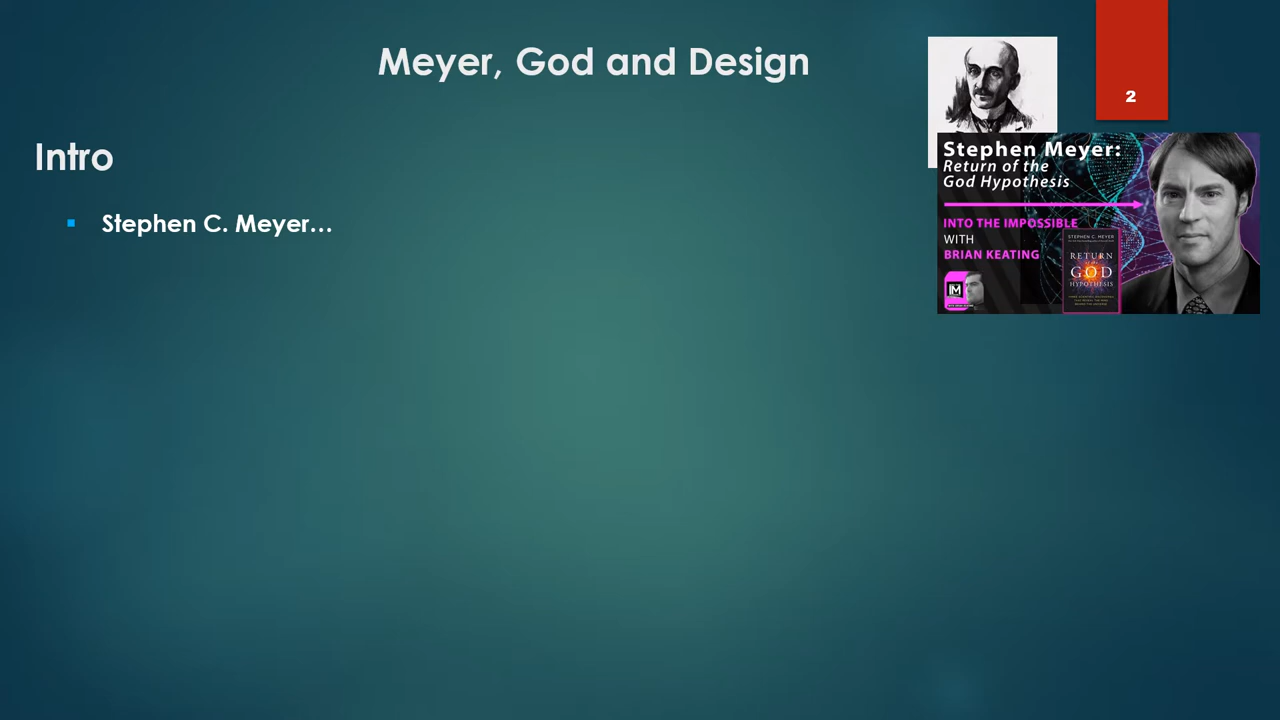 Meyer, God and Design
2
Intro
Stephen C. Meyer…
Stephen Meyer:
Return of the
God Hypothesis
INTO THE IMPOSSIBLE
WITH
BRIAN KEATING
IM
STEPHEN C. MEYER
RETURN
of the
GOD
HYPOTHESIS